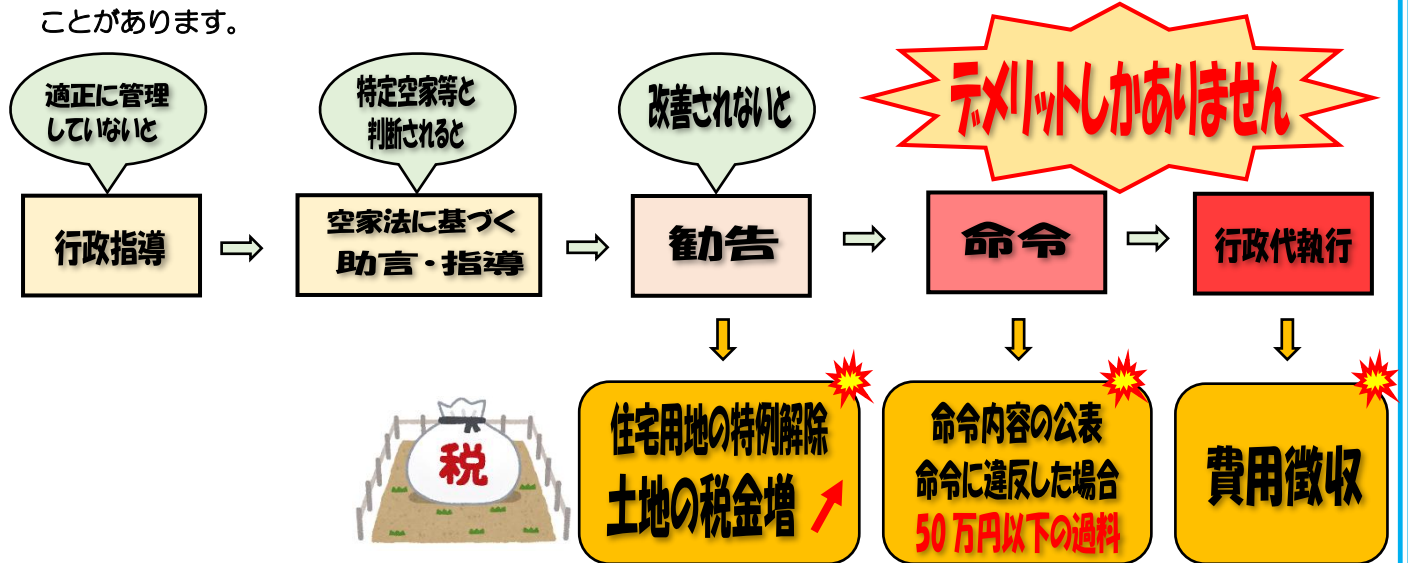 ことがあります。
適正に管理
していないと
特定空家等と
判断されると
改善されないと
デメリットしかありません
行政指導
空家法に基づく
助言・指導
勧告
命令
行政代執行
税
住宅用地の特例解除
土地の税金増
命令内容の公表
命令に違反した場合
50万円以下の過料
費用徴収